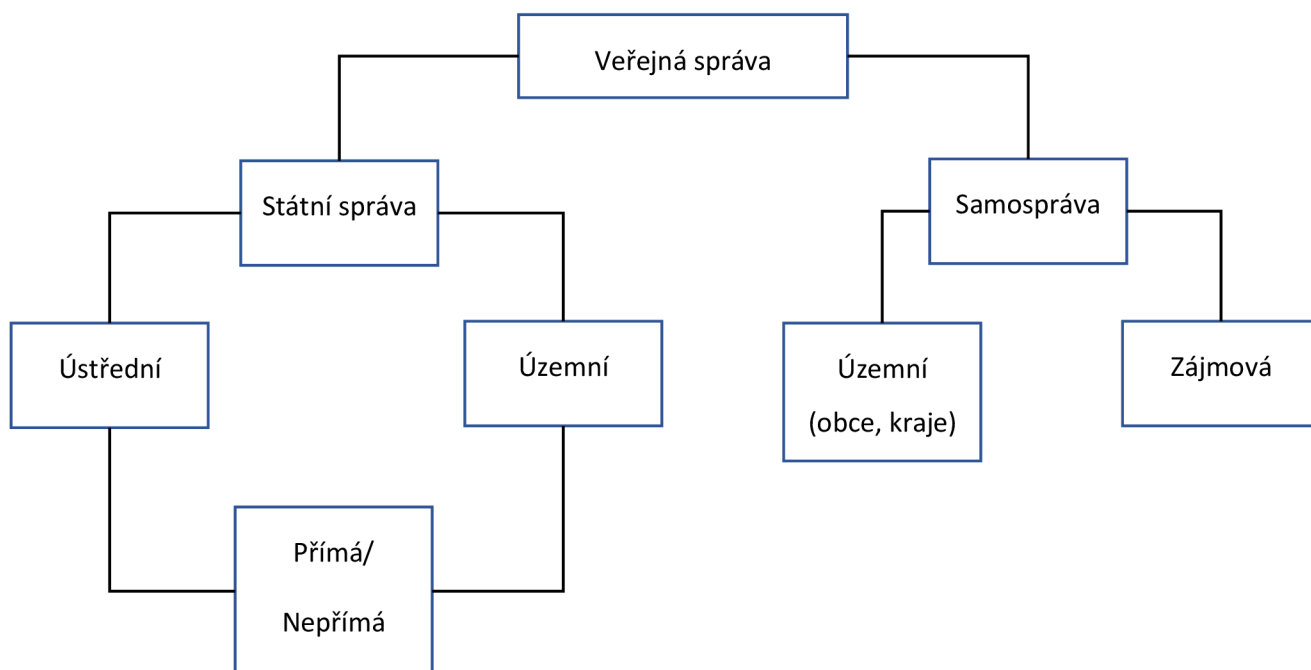 Veřejná správa
Státní správa
Samospráva
Ústřední
Územní
Územní
(obce, kraje)
Zájmová
Přímá/
Nepřímá